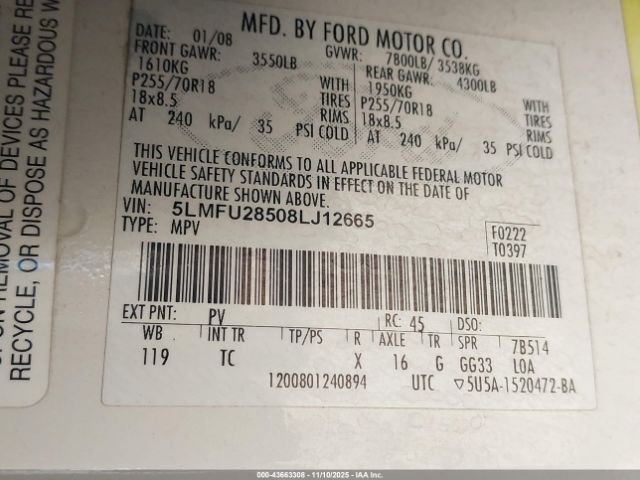 ON REMOVAL OF DEVICES PLEASE RE
RECYCLE, OR DISPOSE AS HAZARDOUS W
MFD. BY FORD MOTOR CO.
DATE: 01/08 GVWR: 7800LB/ 3538KG
FRONT GAWR: 3550LB REAR GAWR: 4300LB
1610KG WITH 1950KG WITH
P255/70R18 TIRES P255/70R18 TIRES
18x8.5 RIMS 18x8.5 RIMS
AT 240 kPa/ 35 PSI COLD AT 240 kPa/ 35 PSI COLD
THIS VEHICLE CONFORMS TO ALL APPLICABLE FEDERAL MOTOR
VEHICLE SAFETY STANDARDS IN EFFECT ON THE DATE OF
MANUFACTURE SHOWN ABOVE.
VIN: 5LMFU28508LJ12665
TYPE: MPV
F0222
T0397
EXT PNT: PV RC: 45 DSO:
WB INT TR TP/PS R AXLE TR SPR 7B514
119 TC X 16 G GG33 LOA
1200801240894 UTC ▽5U5A-1520472-BA
000-43663308 - 11/10/2025 - IAA Inc.